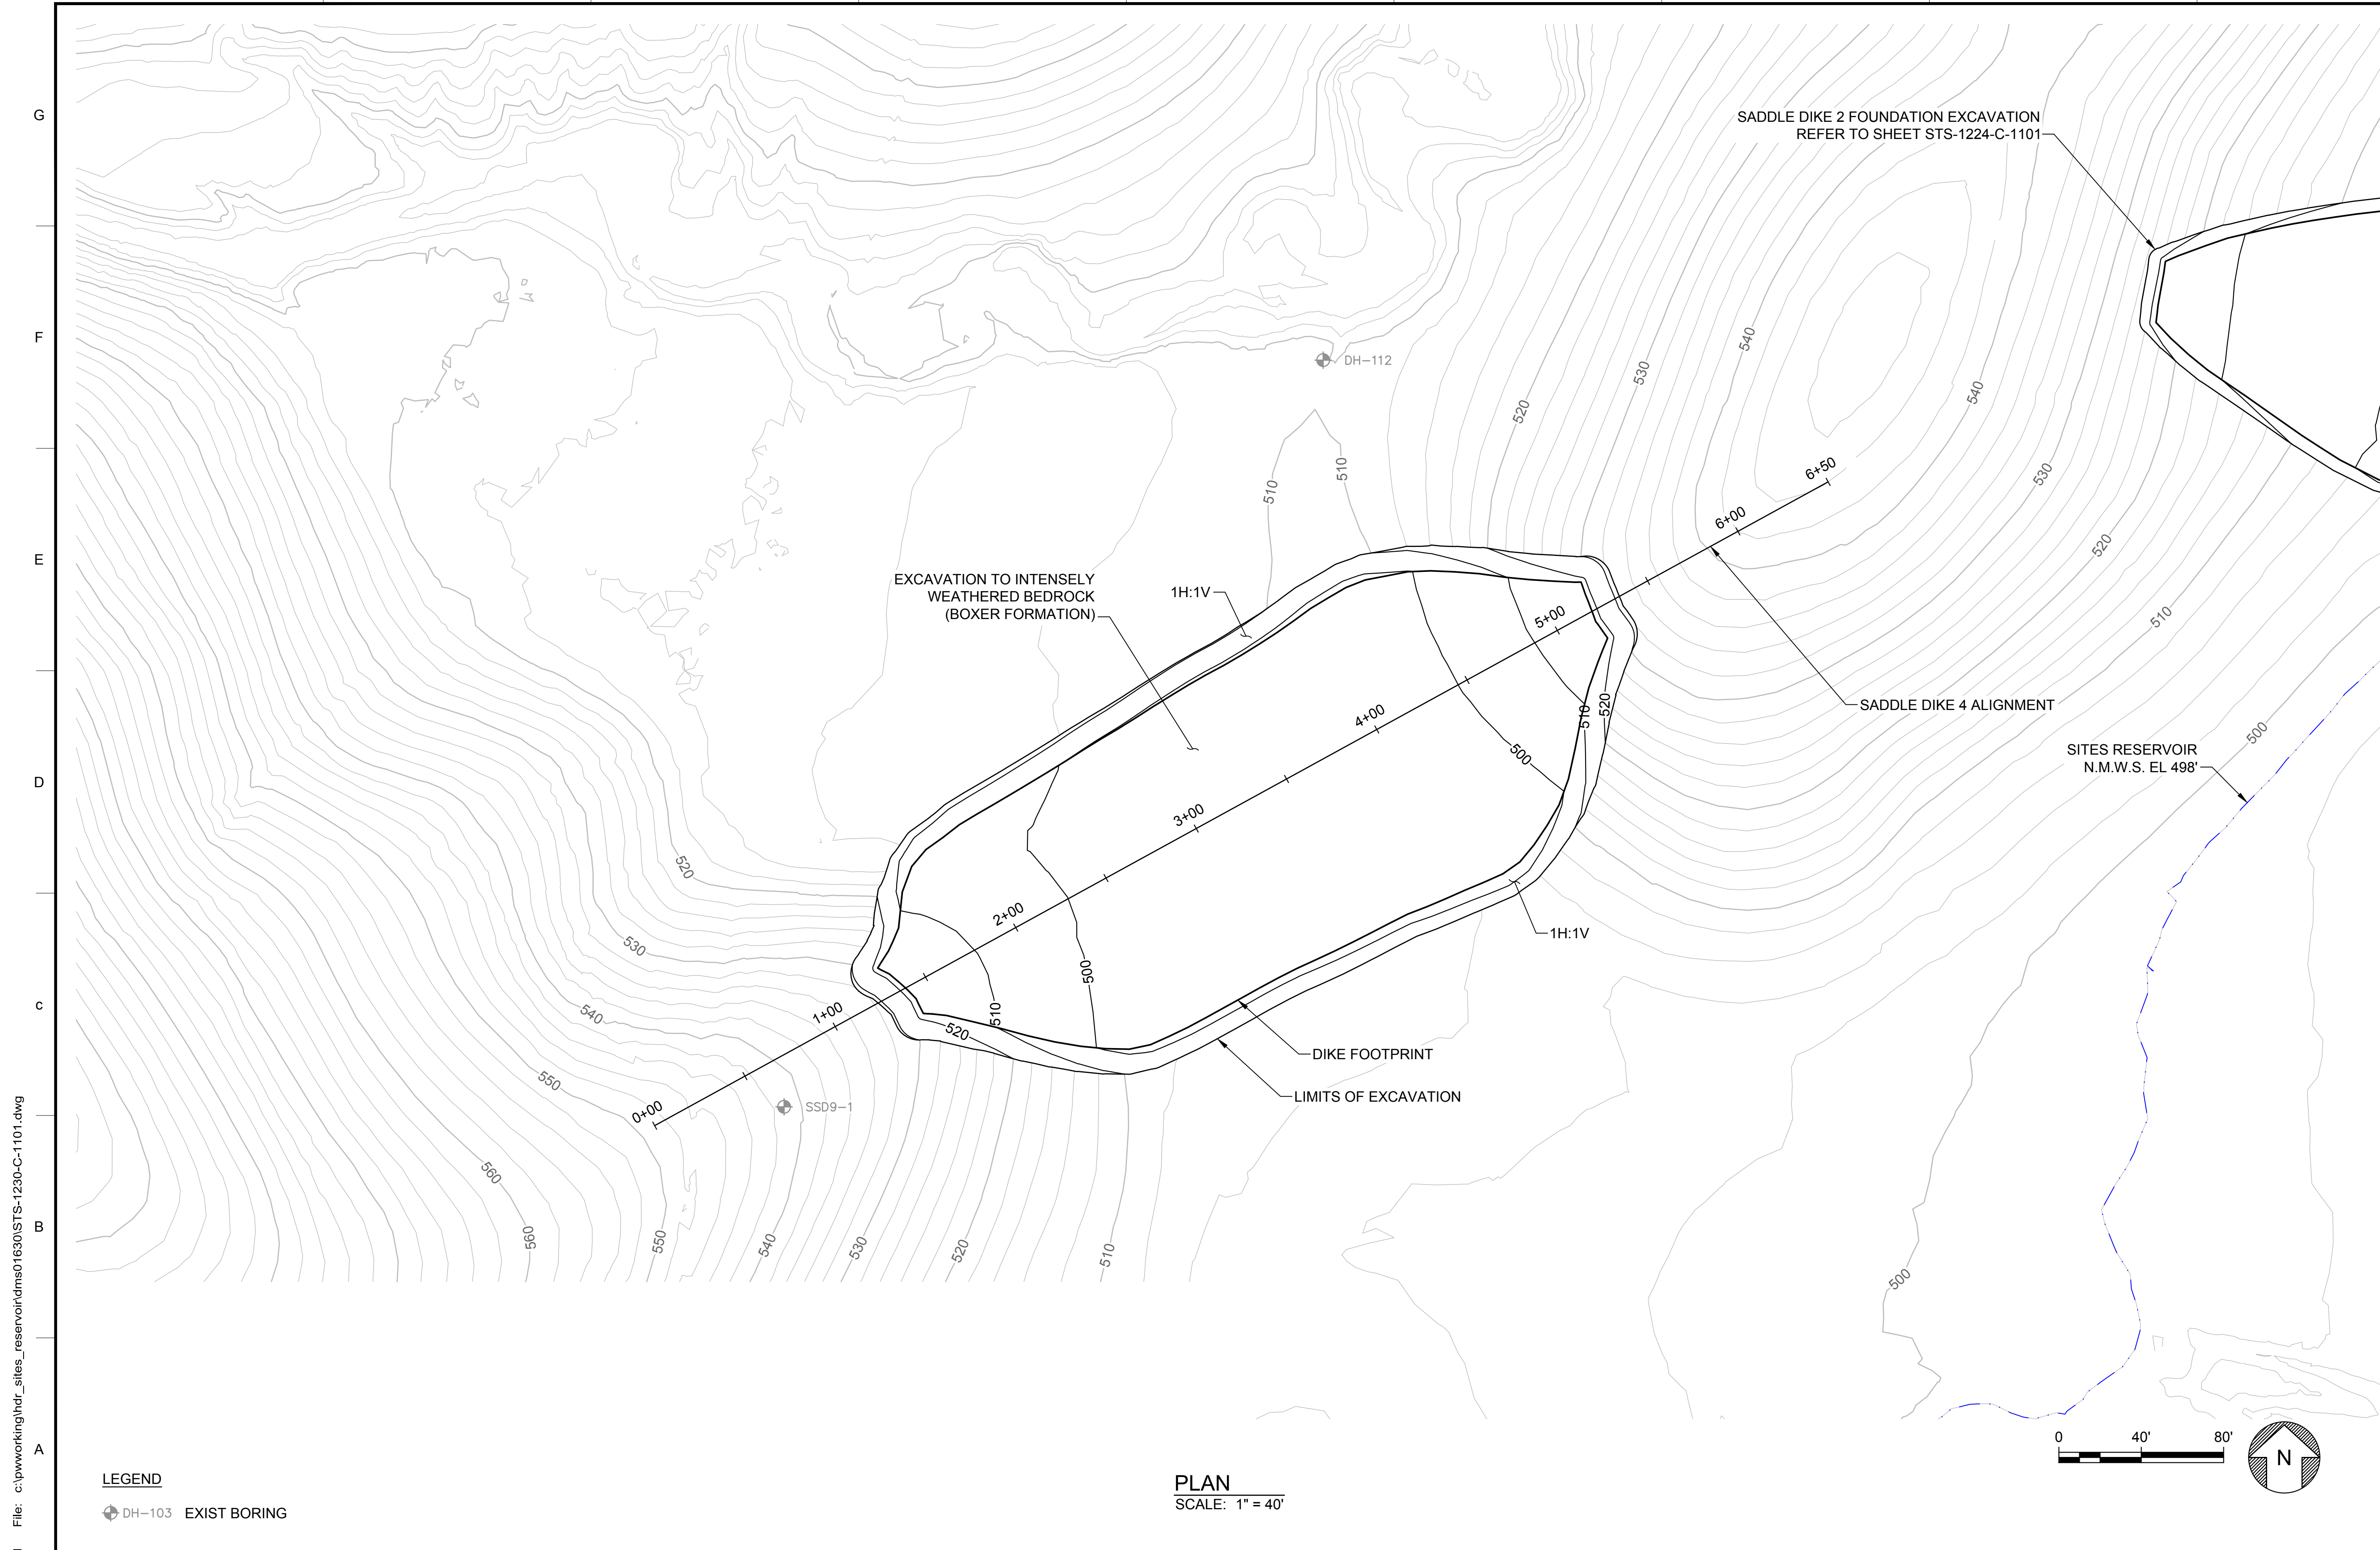 G
SADDLE DIKE 2 FOUNDATION EXCAVATION
REFER TO SHEET STS-1224-C-1101
F
540
530
520
540
DH-112
E
510
510
530
520
510
6+50
6+00
EXCAVATION TO INTENSELY
WEATHERED BEDROCK
(BOXER FORMATION)
1H:1V
5+00
SADDLE DIKE 4 ALIGNMENT
510
520
4+00
500
500
SITES RESERVOIR
N.M.W.S. EL 498'
D
3+00
520
2+00
530
500
1H:1V
C
510
1+00
520
540
DIKE FOOTPRINT
550
LIMITS OF EXCAVATION
0+00
SSD9-1
560
B
560
550
540
530
520
510
500
A
0 40' 80'
N
LEGEND
DH-103 EXIST BORING
PLAN
SCALE: 1" = 40'
File: c:\pwworking\hdr_sites_reservoir\dms01630\STS-1230-C-1101.dwg